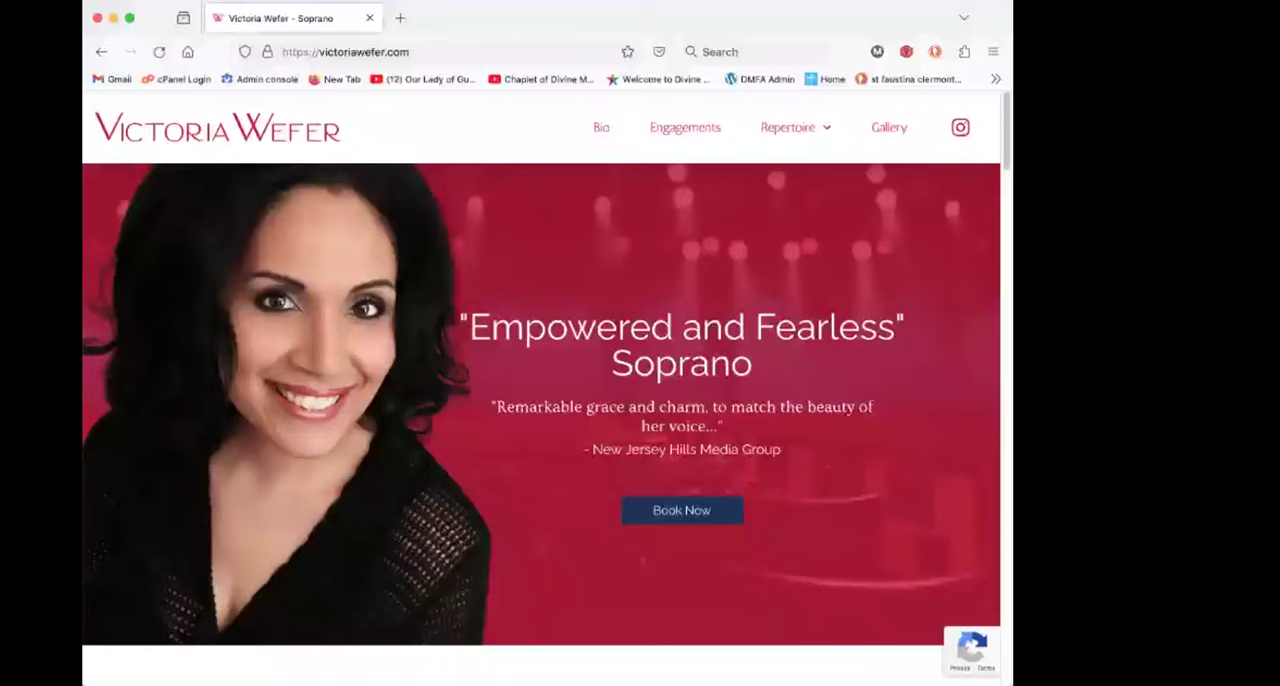 Victoria Wefer - Soprano
https://victoriawefer.com
Search
Gmail
cPanel Login
Admin console
New Tab
(12) Our Lady of Gu...
Chaplet of Divine M...
Welcome to Divine ...
DMFA Admin
Home
st faustina clermont...
VICTORIA WEFER
Bio
Engagements
Repertoire
Gallery
"Empowered and Fearless"
Soprano
"Remarkable grace and charm, to match the beauty of
her voice..."
- New Jersey Hills Media Group
Book Now
Privacy - Terms